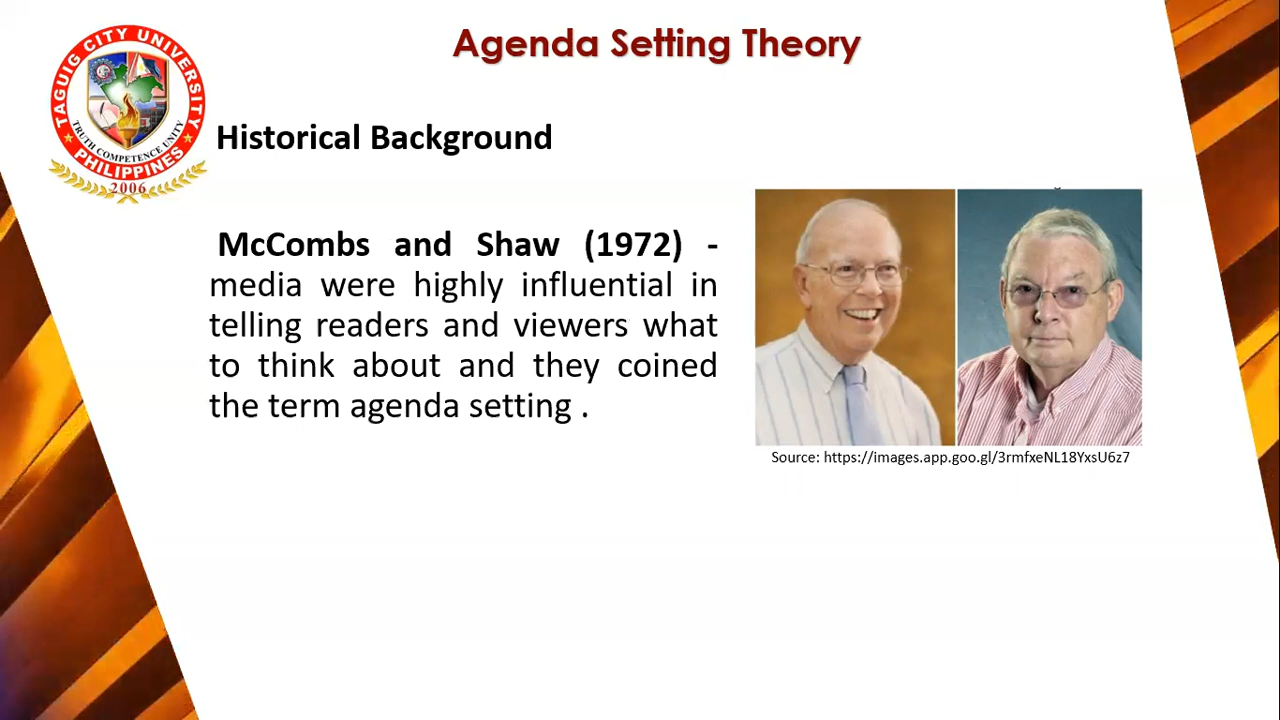 Agenda Setting Theory
TAGUIG CITY UNIVERSITY
TRUTH COMPETENCE UNITY
PHILIPPINES
2006
Historical Background
McCombs and Shaw (1972) -
media were highly influential in
telling readers and viewers what
to think about and they coined
the term agenda setting .
Source: https://images.app.goo.gl/3rmfxeNL18YxsU6z7